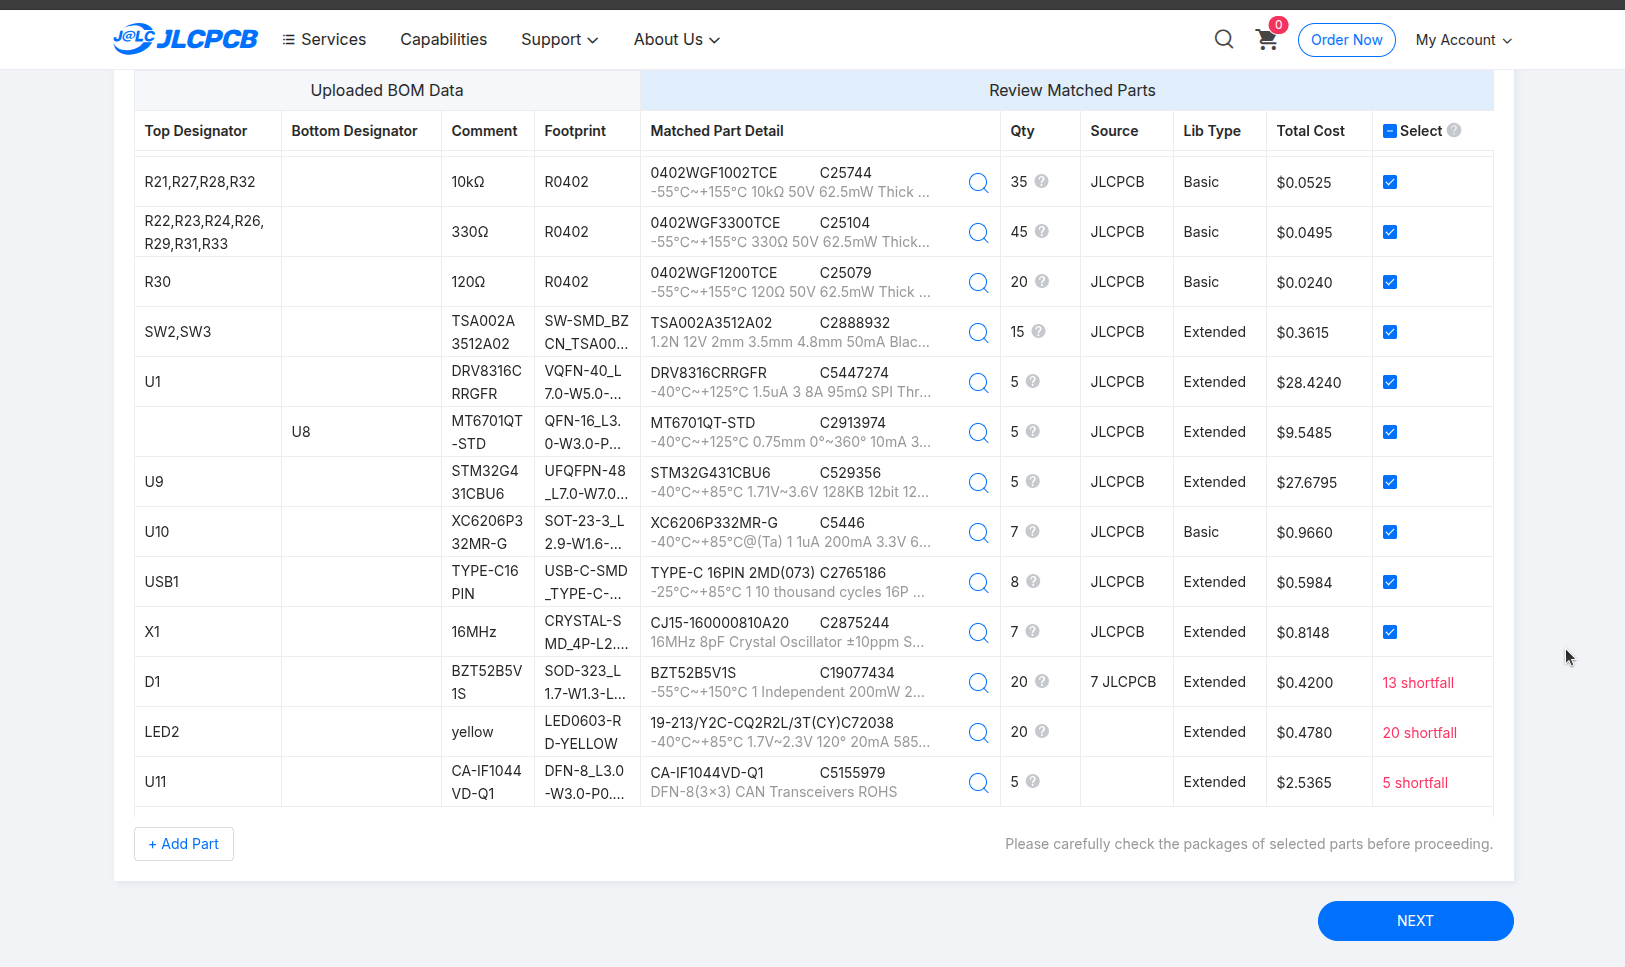 J@LC JLCPCB
Services
Capabilities
Support
About Us
0
Order Now
My Account
Uploaded BOM Data
Review Matched Parts
Top Designator
Bottom Designator
Comment
Footprint
Matched Part Detail
Qty
Source
Lib Type
Total Cost
Select ?
R21,R27,R28,R32
10kΩ
R0402
0402WGF1002TCE C25744
-55℃~+155℃ 10kΩ 50V 62.5mW Thick ...
35 ?
JLCPCB
Basic
$0.0525
R22,R23,R24,R26,
R29,R31,R33
330Ω
R0402
0402WGF3300TCE C25104
-55℃~+155℃ 330Ω 50V 62.5mW Thick...
45 ?
JLCPCB
Basic
$0.0495
R30
120Ω
R0402
0402WGF1200TCE C25079
-55℃~+155℃ 120Ω 50V 62.5mW Thick ...
20 ?
JLCPCB
Basic
$0.0240
SW2,SW3
TSA002A
3512A02
SW-SMD_BZ
CN_TSA00...
TSA002A3512A02 C2888932
1.2N 12V 2mm 3.5mm 4.8mm 50mA Blac...
15 ?
JLCPCB
Extended
$0.3615
U1
DRV8316C
RRGFR
VQFN-40_L
7.0-W5.0-...
DRV8316CRRGFR C5447274
-40℃~+125℃ 1.5uA 3 8A 95mΩ SPI Thr...
5 ?
JLCPCB
Extended
$28.4240
U8
MT6701QT
-STD
QFN-16_L3.
0-W3.0-P...
MT6701QT-STD C2913974
-40℃~+125℃ 0.75mm 0°~360° 10mA 3...
5 ?
JLCPCB
Extended
$9.5485
U9
STM32G4
31CBU6
UFQFPN-48
_L7.0-W7.0...
STM32G431CBU6 C529356
-40℃~+85℃ 1.71V~3.6V 128KB 12bit 12...
5 ?
JLCPCB
Extended
$27.6795
U10
XC6206P3
32MR-G
SOT-23-3_L
2.9-W1.6-...
XC6206P332MR-G C5446
-40℃~+85℃@(Ta) 1 1uA 200mA 3.3V 6...
7 ?
JLCPCB
Basic
$0.9660
USB1
TYPE-C16
PIN
USB-C-SMD
_TYPE-C-...
TYPE-C 16PIN 2MD(073) C2765186
-25℃~+85℃ 1 10 thousand cycles 16P ...
8 ?
JLCPCB
Extended
$0.5984
X1
16MHz
CRYSTAL-S
MD_4P-L2....
CJ15-160000810A20 C2875244
16MHz 8pF Crystal Oscillator ±10ppm S...
7 ?
JLCPCB
Extended
$0.8148
D1
BZT52B5V
1S
SOD-323_L
1.7-W1.3-L...
BZT52B5V1S C19077434
-55℃~+150℃ 1 Independent 200mW 2...
20 ?
7 JLCPCB
Extended
$0.4200
13 shortfall
LED2
yellow
LED0603-R
D-YELLOW
19-213/Y2C-CQ2R2L/3T(CY)C72038
-40℃~+85℃ 1.7V~2.3V 120° 20mA 585...
20 ?
Extended
$0.4780
20 shortfall
U11
CA-IF1044
VD-Q1
DFN-8_L3.0
-W3.0-P0....
CA-IF1044VD-Q1 C5155979
DFN-8(3×3) CAN Transceivers ROHS
5 ?
Extended
$2.5365
5 shortfall
+ Add Part
Please carefully check the packages of selected parts before proceeding.
NEXT